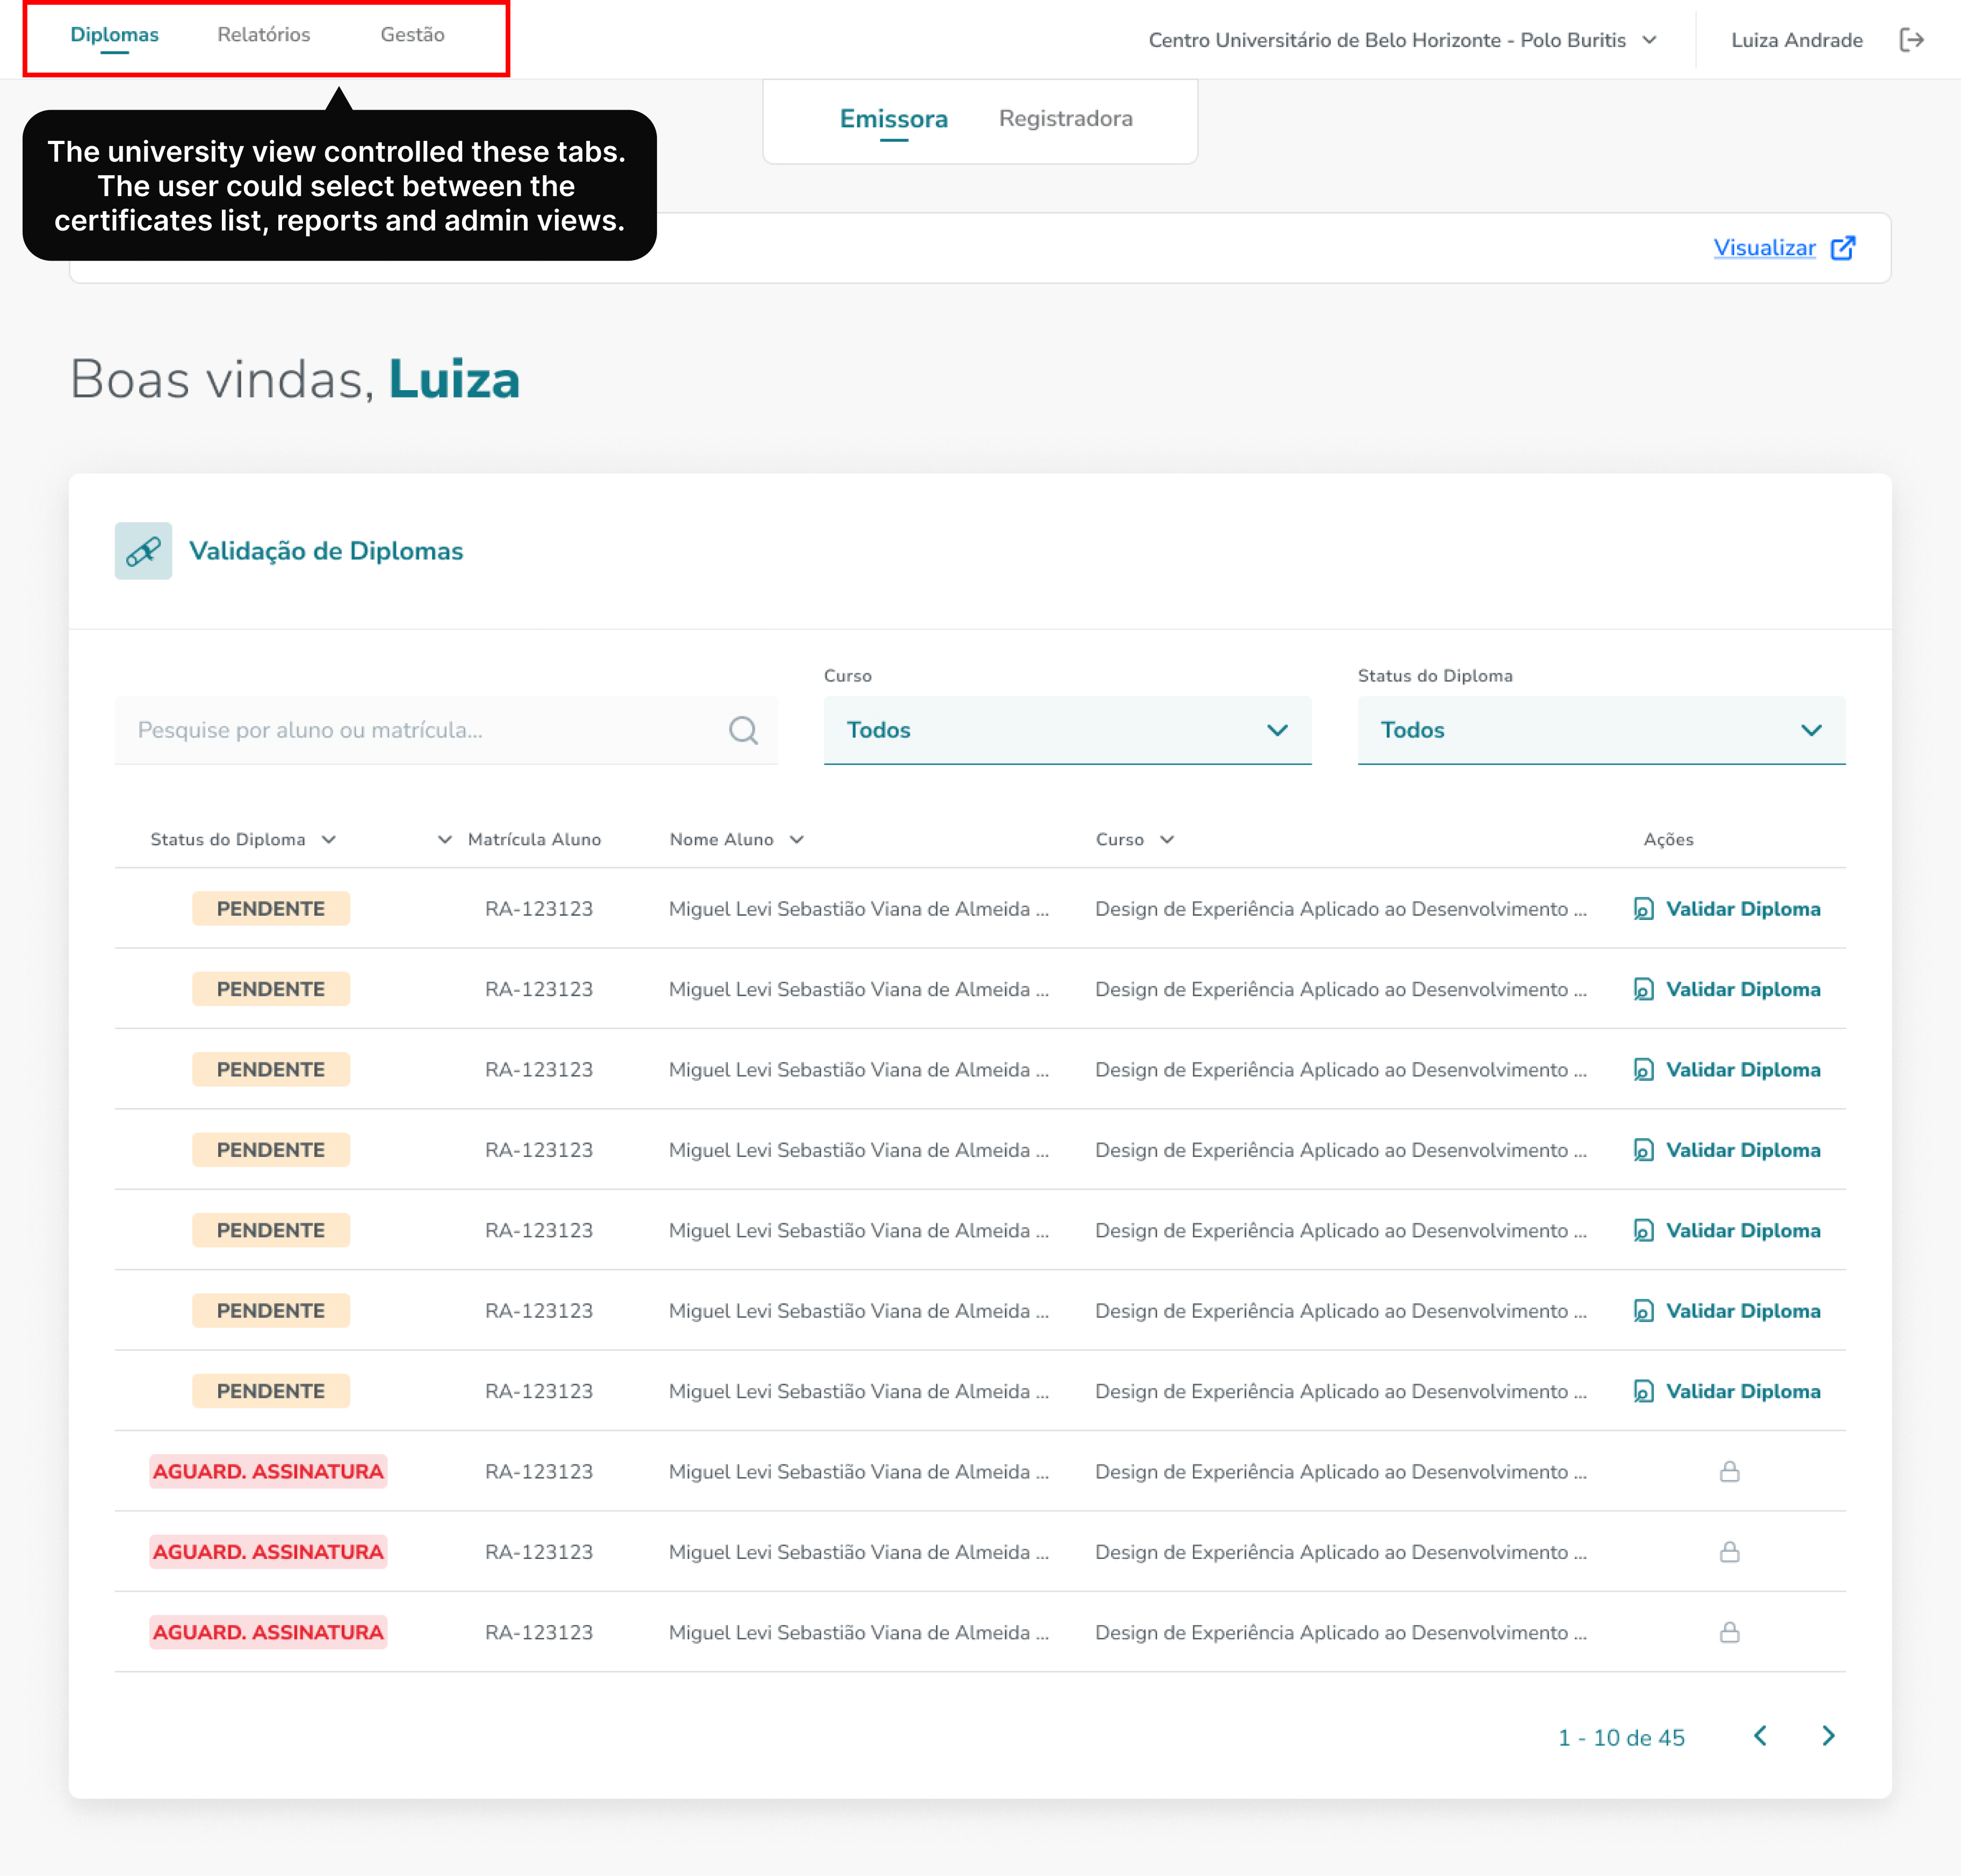 Diplomas Relatórios Gestão Centro Universitário de Belo Horizonte - Polo Buritis Luiza Andrade
Emissora Registradora
The university view controlled these tabs.
The user could select between the
certificates list, reports and admin views.
Visualizar
Boas vindas, Luiza
Validação de Diplomas
Curso Status do Diploma
Pesquise por aluno ou matrícula... Todos Todos
Status do Diploma Matrícula Aluno Nome Aluno Curso Ações
PENDENTE RA-123123 Miguel Levi Sebastião Viana de Almeida ... Design de Experiência Aplicado ao Desenvolvimento ... Validar Diploma
PENDENTE RA-123123 Miguel Levi Sebastião Viana de Almeida ... Design de Experiência Aplicado ao Desenvolvimento ... Validar Diploma
PENDENTE RA-123123 Miguel Levi Sebastião Viana de Almeida ... Design de Experiência Aplicado ao Desenvolvimento ... Validar Diploma
PENDENTE RA-123123 Miguel Levi Sebastião Viana de Almeida ... Design de Experiência Aplicado ao Desenvolvimento ... Validar Diploma
PENDENTE RA-123123 Miguel Levi Sebastião Viana de Almeida ... Design de Experiência Aplicado ao Desenvolvimento ... Validar Diploma
PENDENTE RA-123123 Miguel Levi Sebastião Viana de Almeida ... Design de Experiência Aplicado ao Desenvolvimento ... Validar Diploma
PENDENTE RA-123123 Miguel Levi Sebastião Viana de Almeida ... Design de Experiência Aplicado ao Desenvolvimento ... Validar Diploma
AGUARD. ASSINATURA RA-123123 Miguel Levi Sebastião Viana de Almeida ... Design de Experiência Aplicado ao Desenvolvimento ...
AGUARD. ASSINATURA RA-123123 Miguel Levi Sebastião Viana de Almeida ... Design de Experiência Aplicado ao Desenvolvimento ...
AGUARD. ASSINATURA RA-123123 Miguel Levi Sebastião Viana de Almeida ... Design de Experiência Aplicado ao Desenvolvimento ...
1 - 10 de 45